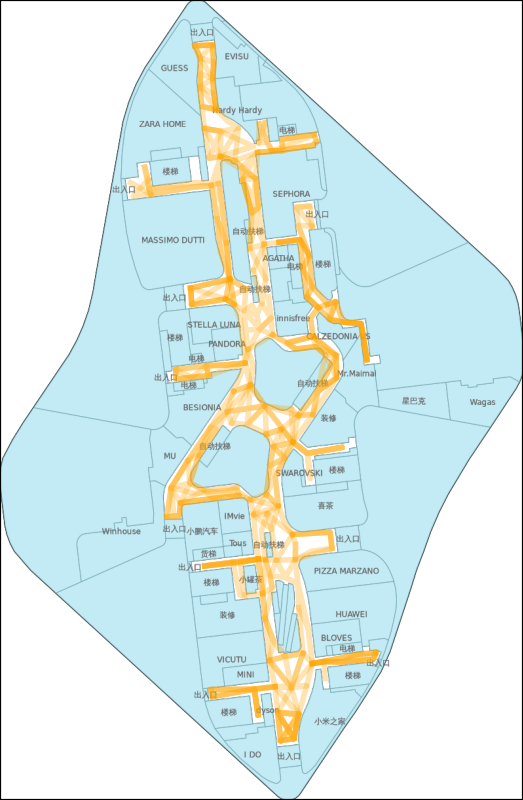 出入口
EVISU
GUESS
Hardy Hardy
ZARA HOME
电梯
楼梯
出入口
SEPHORA
出入口
自动扶梯
MASSIMO DUTTI
AGATHA
电梯
楼梯
自动扶梯
出入口
innisfree
STELLA LUNA
CALZEDONIA
楼梯
PANDORA
电梯
出入口
Mr.Maimai
电梯
自动扶梯
星巴克
Wagas
BESIONIA
装修
自动扶梯
MU
SWAROVSKI
楼梯
喜茶
IMvie
Winhouse
出入口
小鹏汽车
出入口
Tous
自动扶梯
货梯
出入口
PIZZA MARZANO
楼梯
小罐茶
装修
HUAWEI
BLOVES
电梯
VICUTU
出入口
MINI
楼梯
出入口
楼梯
dyson
小米之家
I DO
出入口